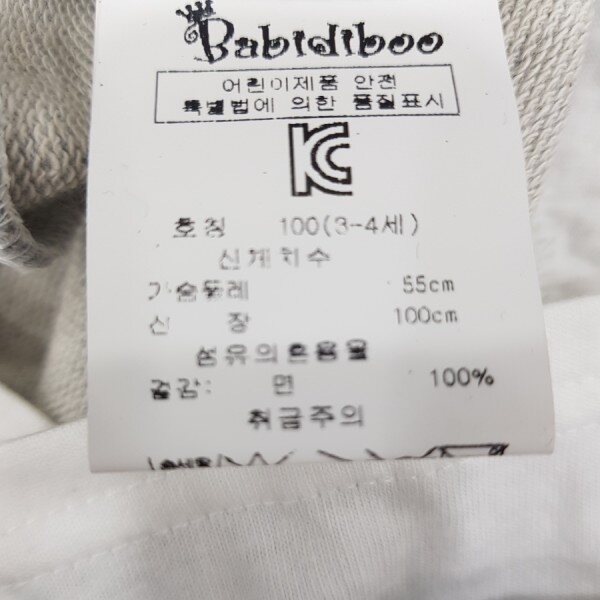 Babidiboo
어린이제품 안전
특별법에 의한 품질표시
KC
호칭 100(3-4세)
신체치수
가슴둘레 55cm
신 장 100cm
섬유의혼용율
겉감: 면 100%
취급주의